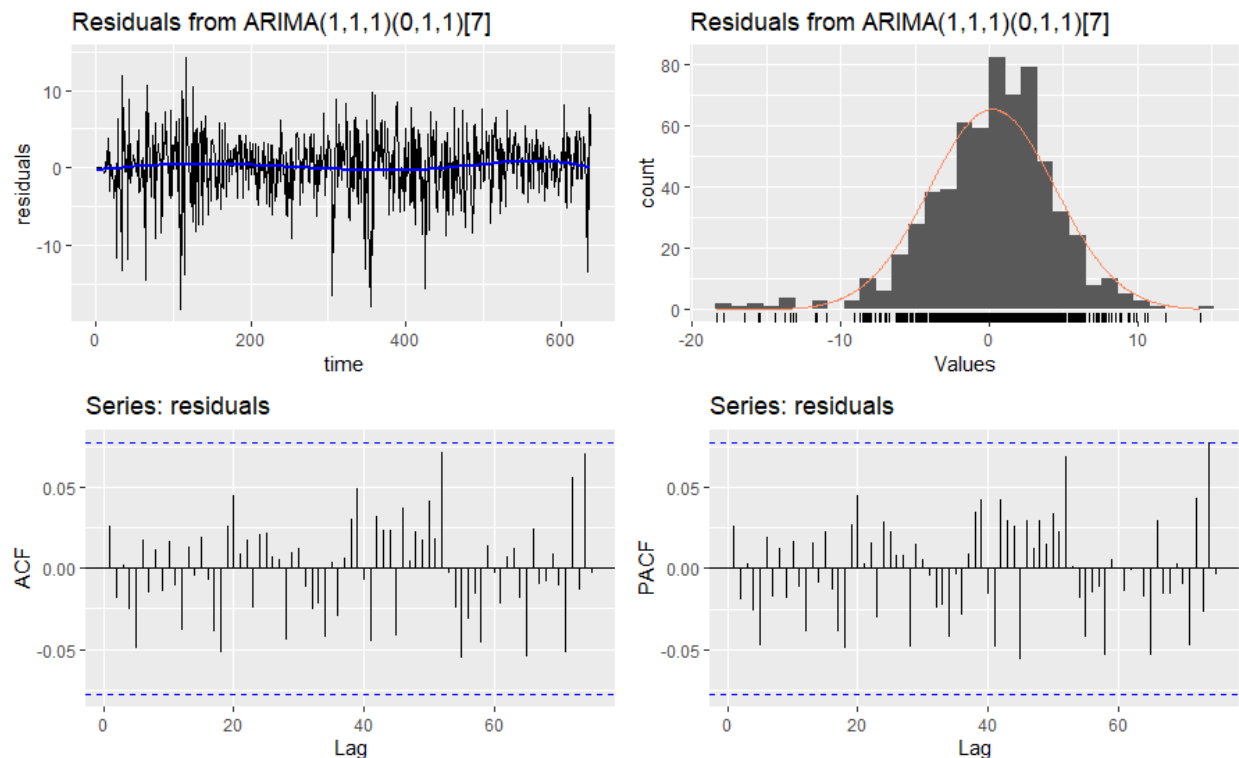 Residuals from ARIMA(1,1,1)(0,1,1)[7]
10
0
-10
residuals
0
200
400
600
time
Residuals from ARIMA(1,1,1)(0,1,1)[7]
80
60
40
20
0
count
-20
-10
0
10
Values
Series: residuals
0.05
0.00
-0.05
ACF
0
20
40
60
Lag
Series: residuals
0.05
0.00
-0.05
PACF
0
20
40
60
Lag